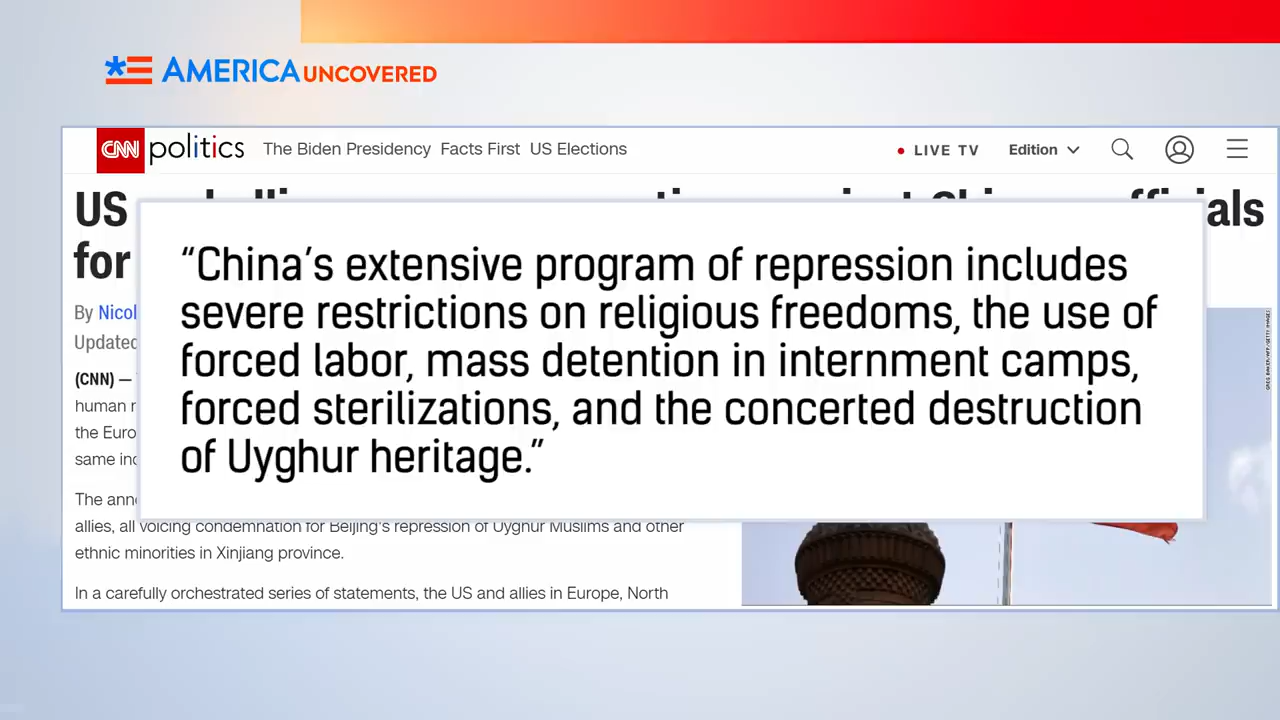 AMERICA UNCOVERED
CNN politics The Biden Presidency Facts First US Elections LIVE TV Edition
US
for
“China’s extensive program of repression includes
severe restrictions on religious freedoms, the use of
forced labor, mass detention in internment camps,
forced sterilizations, and the concerted destruction
of Uyghur heritage.”
By
(CNN) —
human
the
same
The
allies, all voicing condemnation for Beijing's repression of Uyghur Muslims and other
ethnic minorities in Xinjiang province.
In a carefully orchestrated series of statements, the US and allies in Europe, North